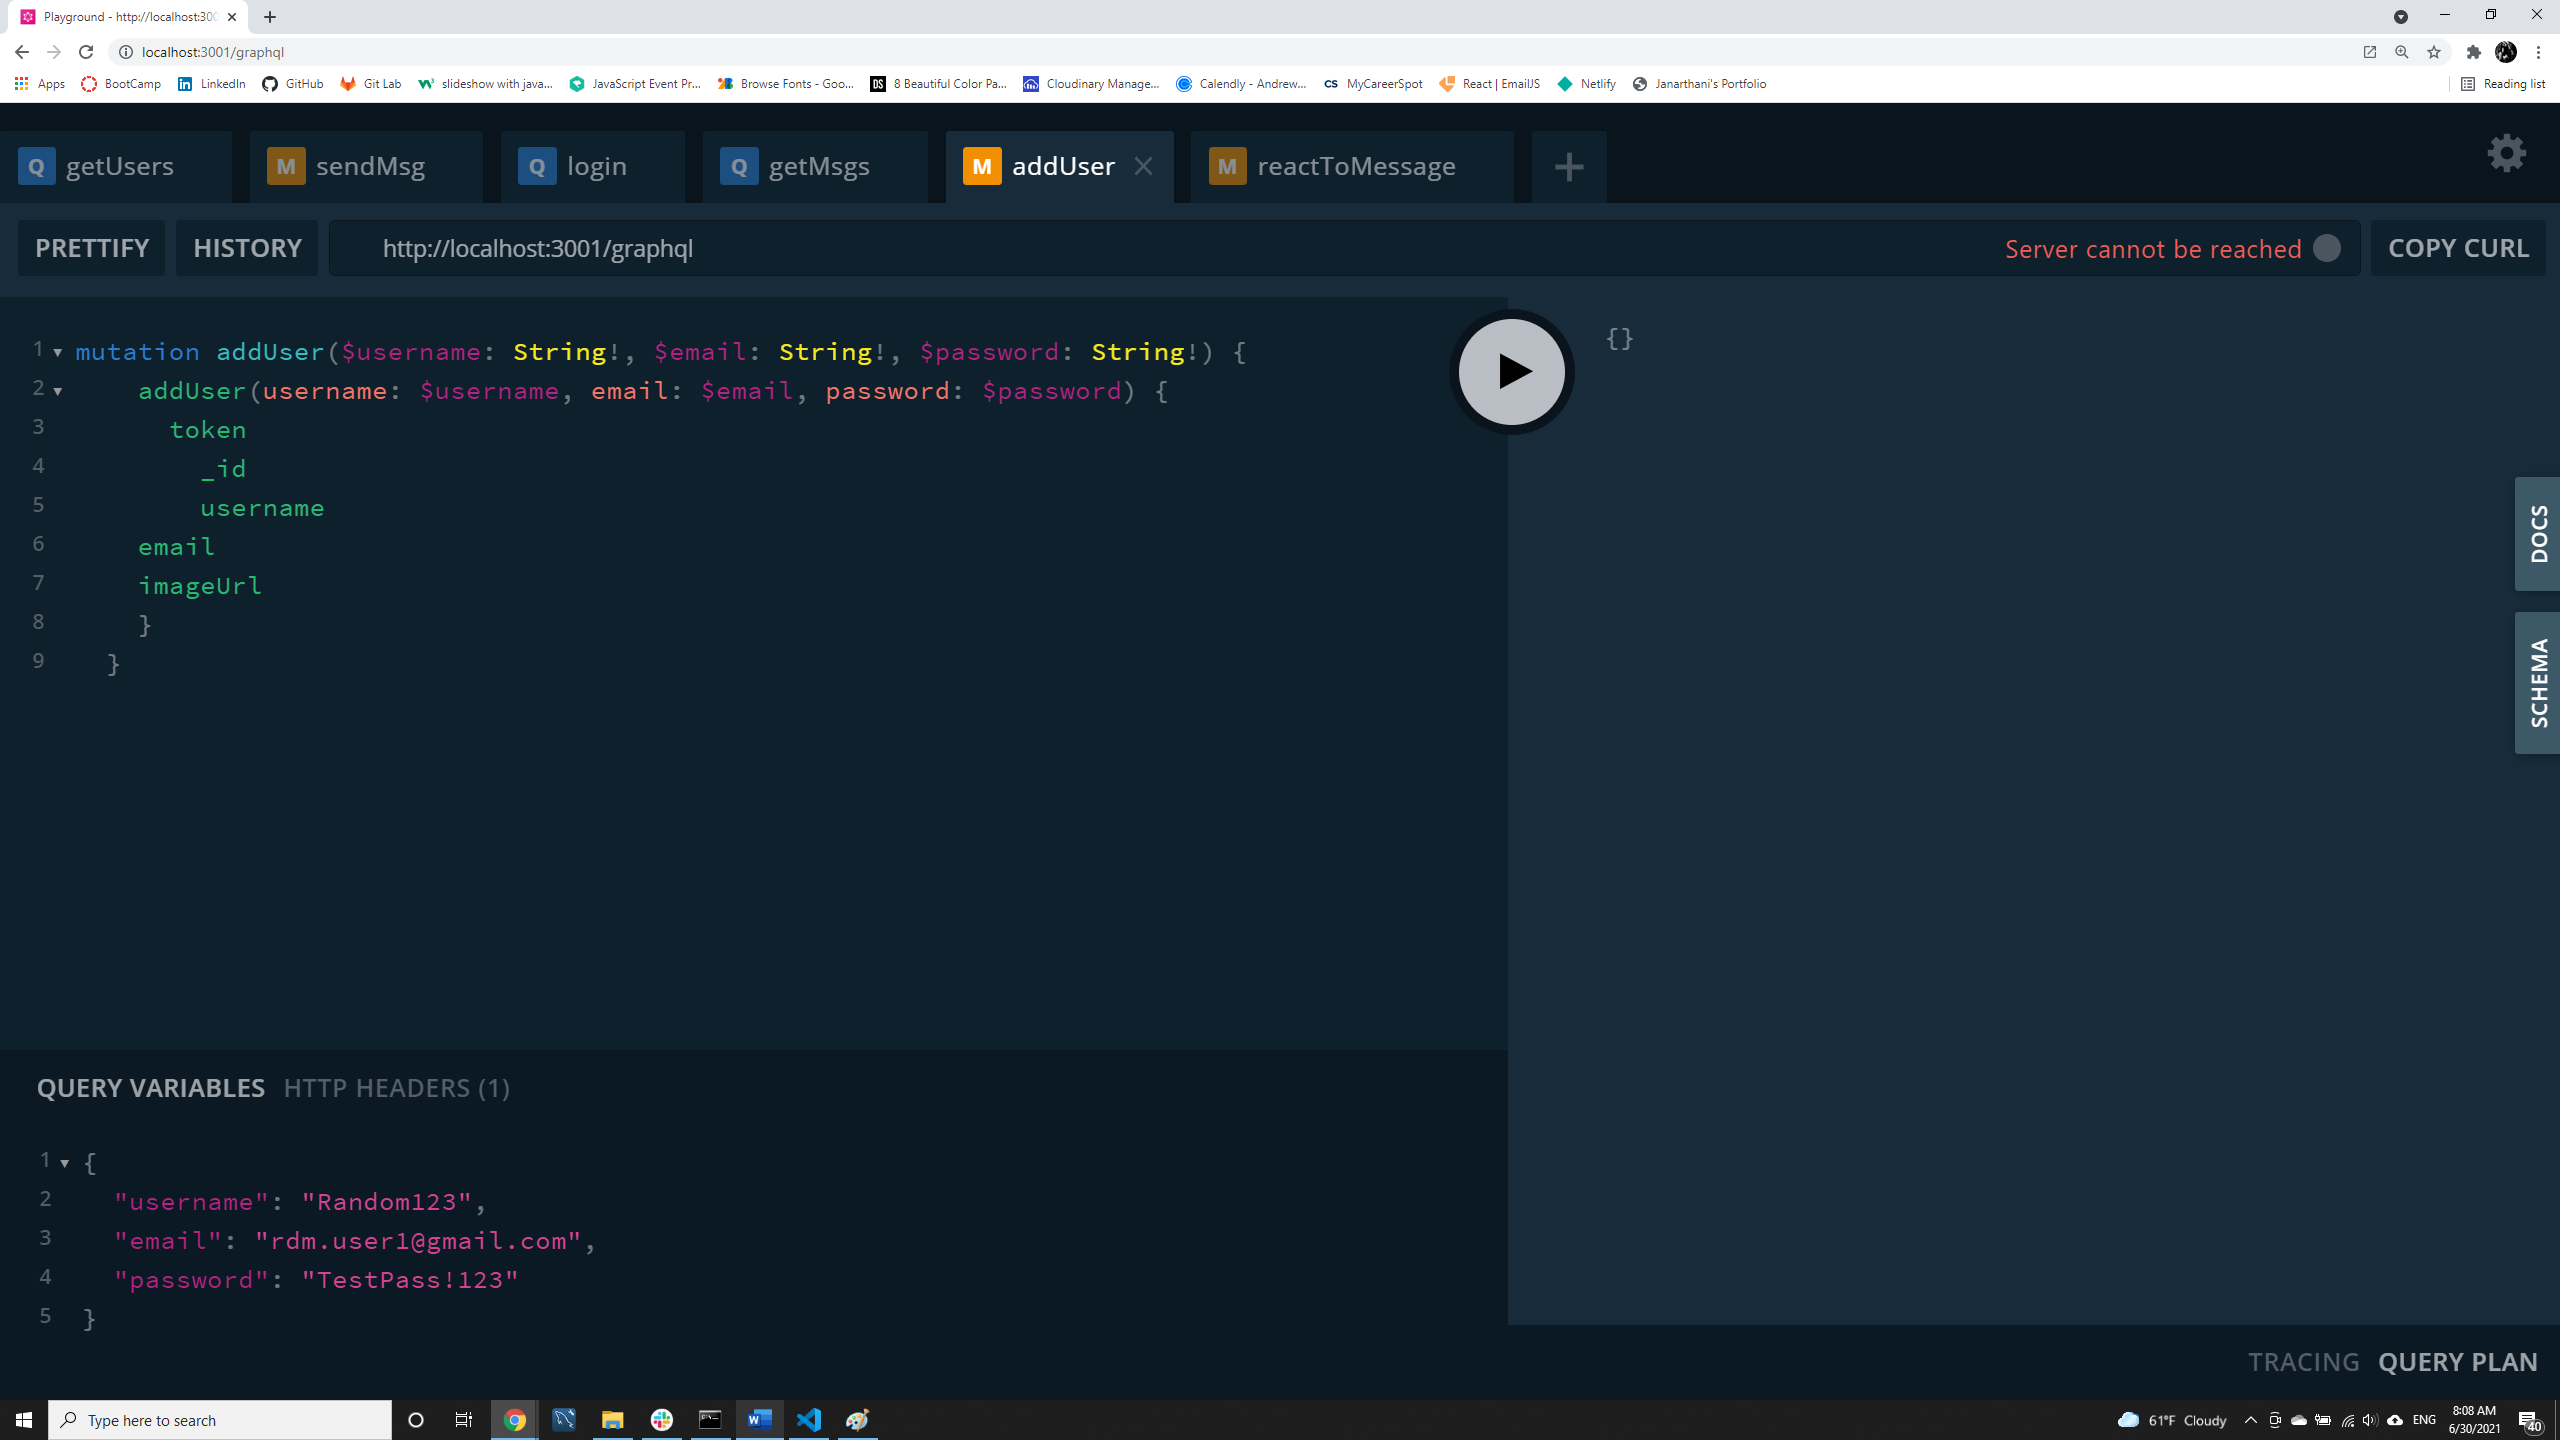 Playground - http://localhost:300
localhost:3001/graphql
Apps BootCamp LinkedIn GitHub Git Lab slideshow with java... JavaScript Event Pr... Browse Fonts - Goo... DS 8 Beautiful Color Pa... Cloudinary Manage... Calendly - Andrew... CS MyCareerSpot React | EmailJS Netlify Janarthani's Portfolio Reading list
Q getUsers M sendMsg Q login Q getMsgs M addUser M reactToMessage
PRETTIFY HISTORY http://localhost:3001/graphql Server cannot be reached COPY CURL
1 mutation addUser($username: String!, $email: String!, $password: String!) {
2 addUser(username: $username, email: $email, password: $password) {
3 token
4 _id
5 username
6 email
7 imageUrl
8 }
9 }
{}
DOCS
SCHEMA
QUERY VARIABLES HTTP HEADERS (1)
1 {
2 "username": "Random123",
3 "email": "rdm.user1@gmail.com",
4 "password": "TestPass!123"
5 }
TRACING QUERY PLAN
Type here to search
61°F Cloudy
ENG
8:08 AM
6/30/2021
40